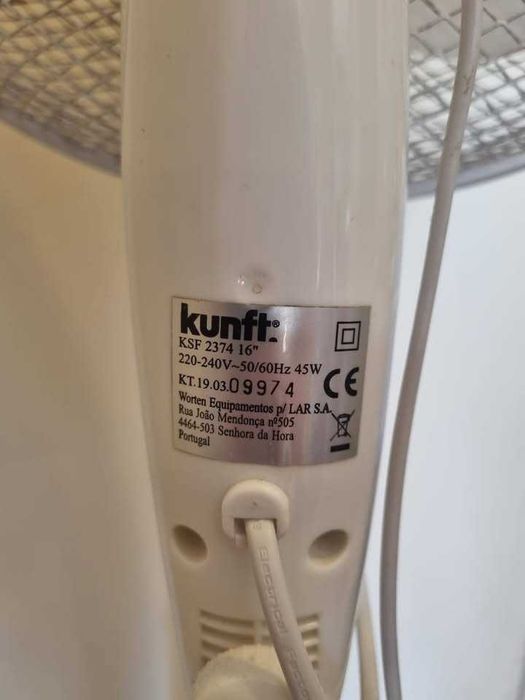 kunft®
KSF 2374 16"
220-240V~50/60Hz 45W
KT.19.03.09974 CE
Worten Equipamentos p/ LAR S.A.
Rua João Mendonça nº505
4464-503 Senhora da Hora
Portugal
Electrical